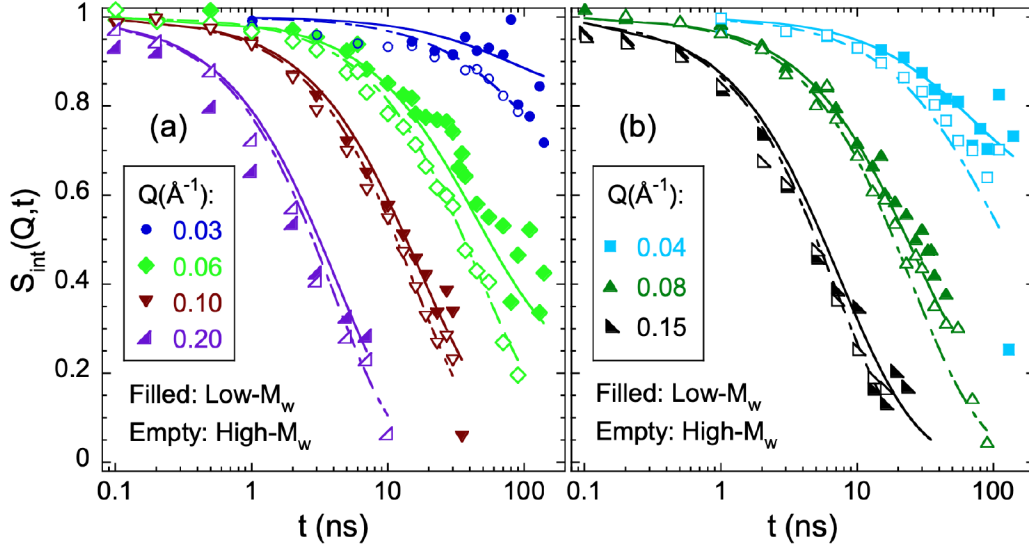 1
0.8
0.6
0.4
0.2
0
S_int(Q,t)
(a)
Q(Å⁻¹):
0.03
0.06
0.10
0.20
Filled: Low-M_w
Empty: High-M_w
0.1 1 10 100
t (ns)
(b)
Q(Å⁻¹):
0.04
0.08
0.15
Filled: Low-M_w
Empty: High-M_w
0.1 1 10 100
t (ns)